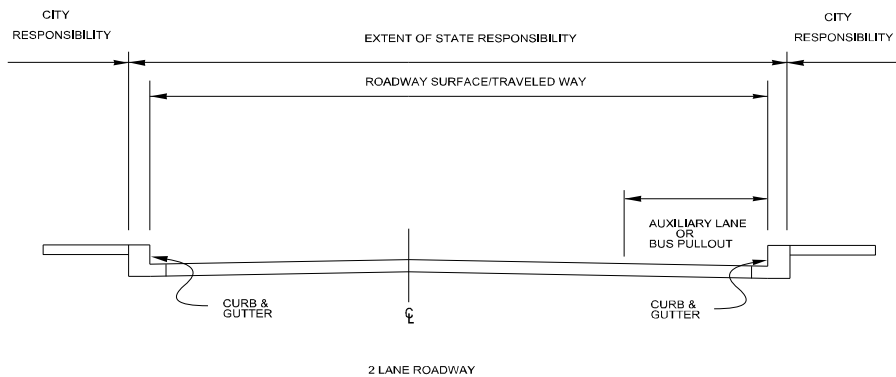 CITY
RESPONSIBILITY
EXTENT OF STATE RESPONSIBILITY
CITY
RESPONSIBILITY
ROADWAY SURFACE/TRAVELED WAY
AUXILIARY LANE
OR
BUS PULLOUT
CURB &
GUTTER
℄
CURB &
GUTTER
2 LANE ROADWAY